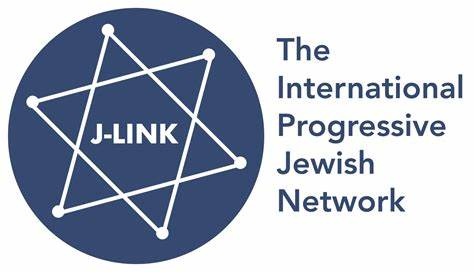 J-LINK
The
International
Progressive
Jewish
Network